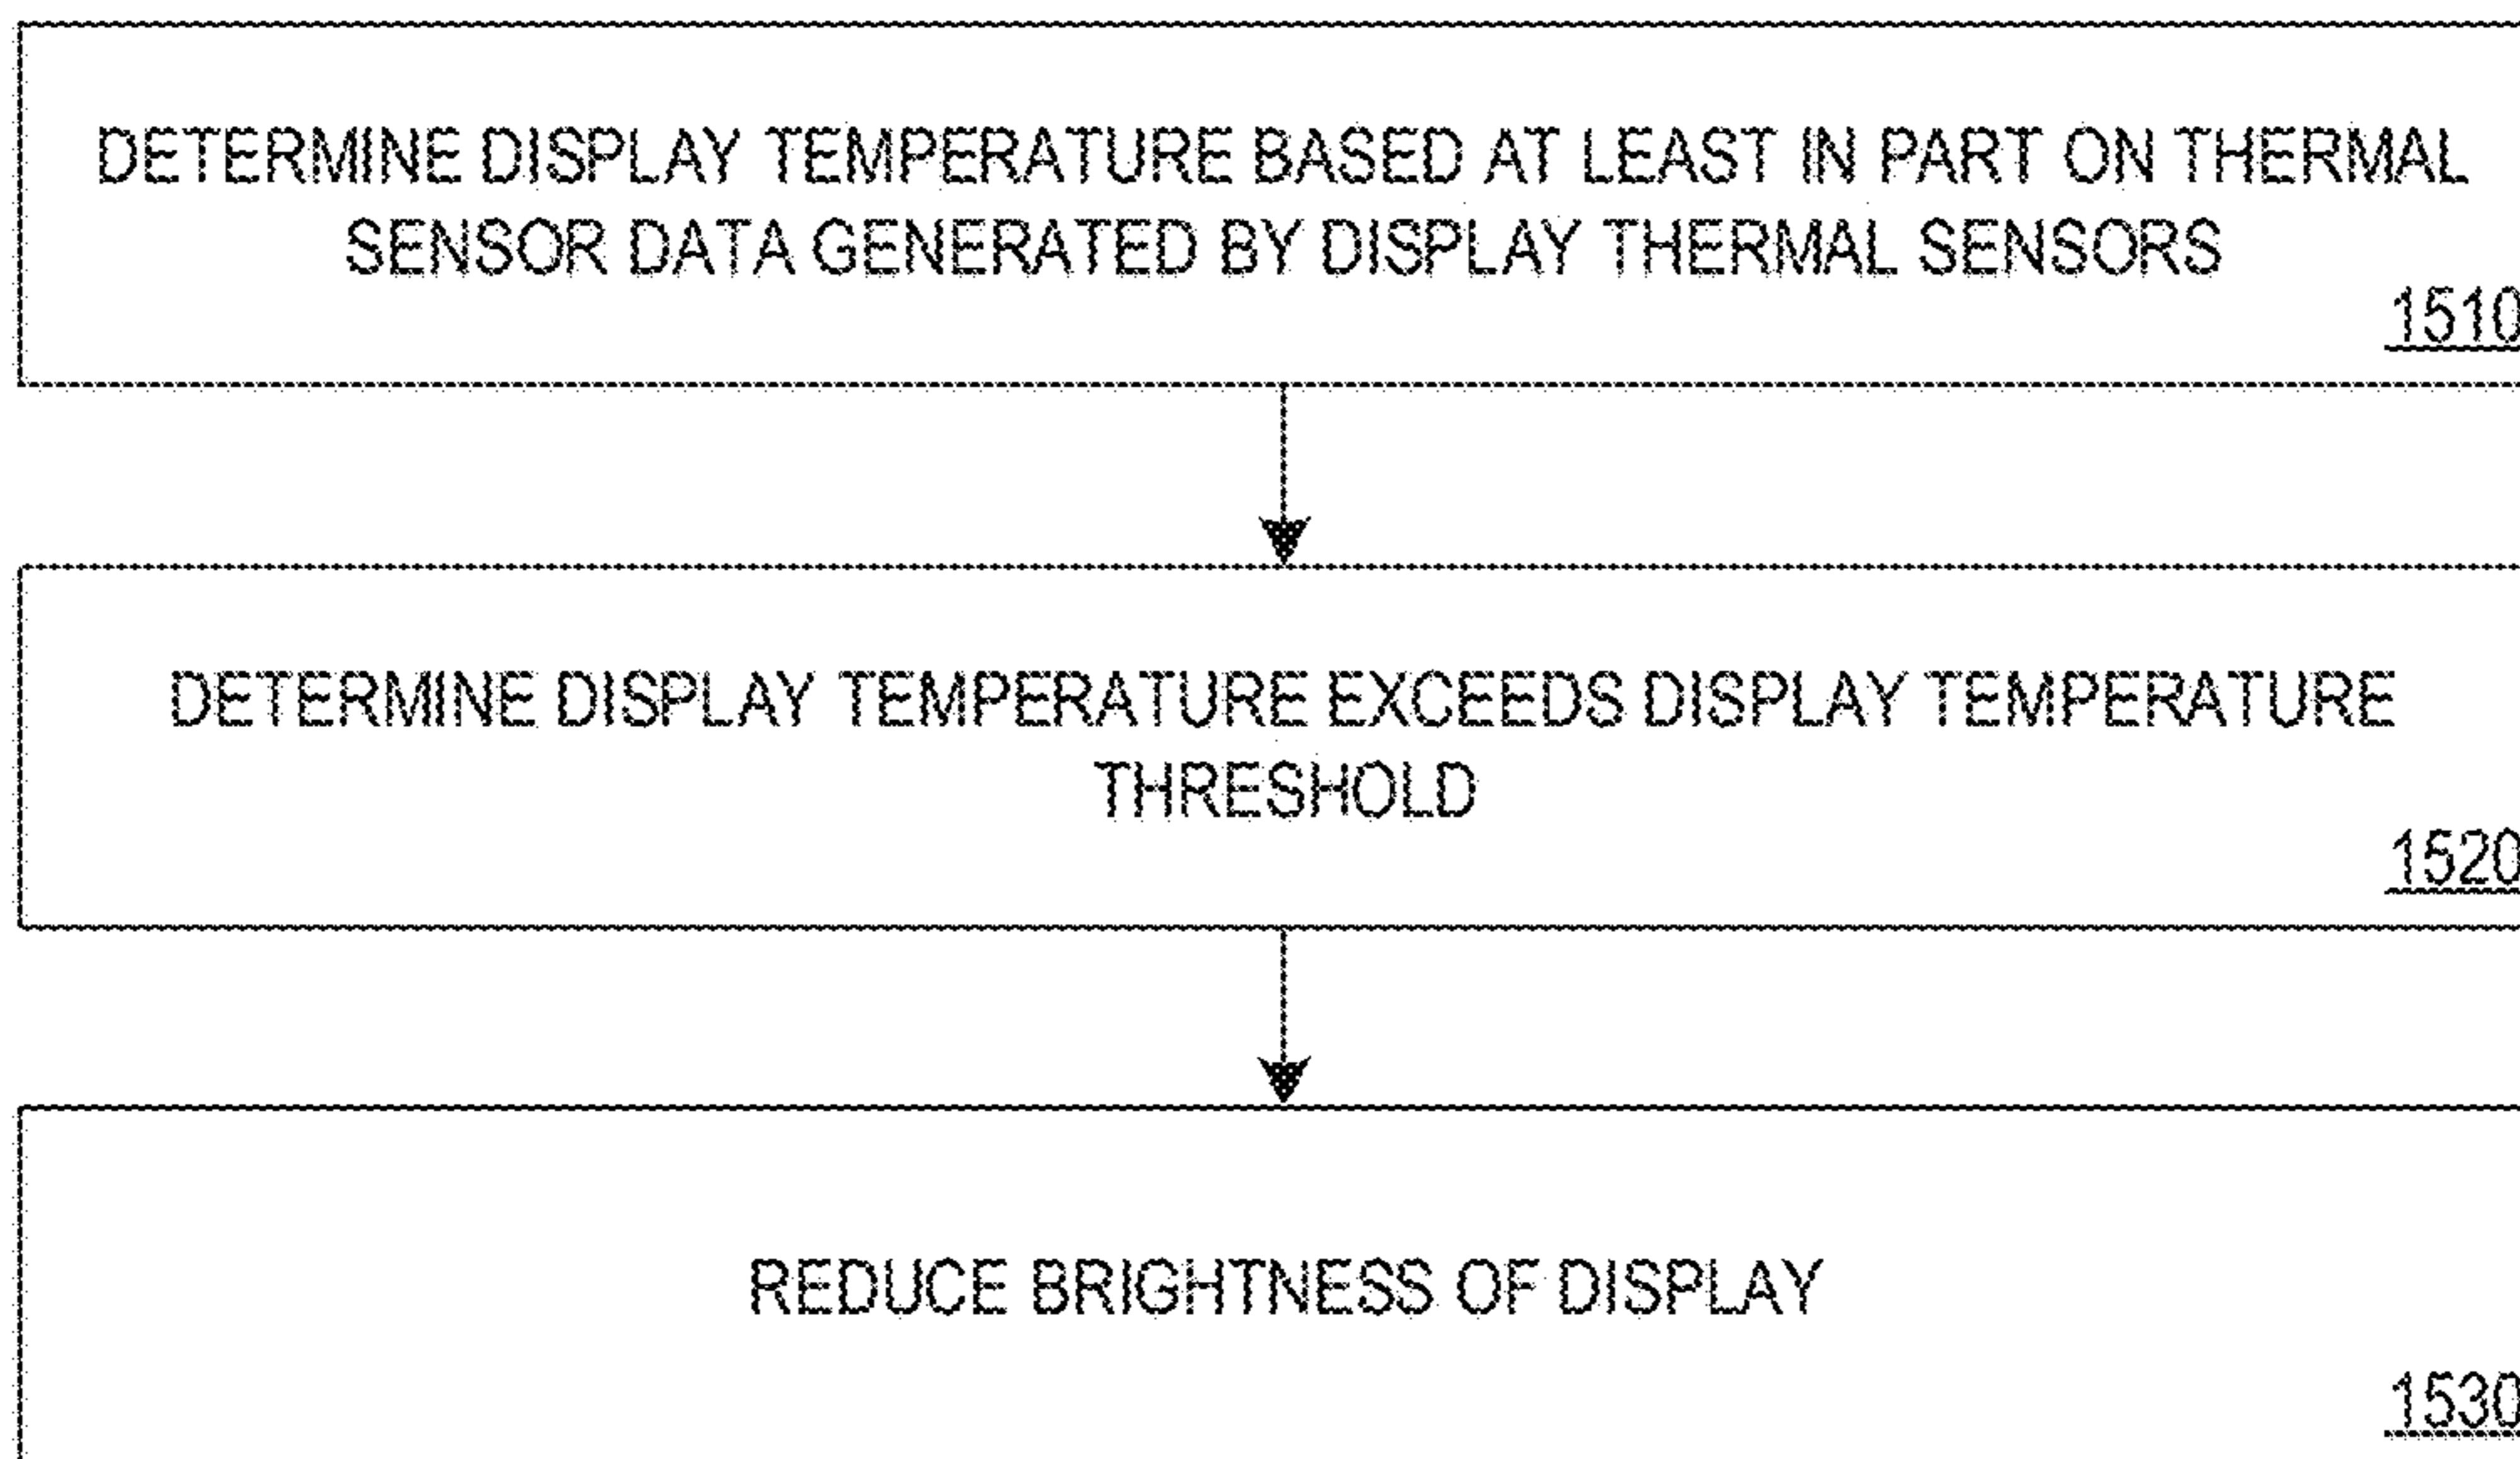 DETERMINE DISPLAY TEMPERATURE BASED AT LEAST IN PART ON THERMAL
SENSOR DATA GENERATED BY DISPLAY THERMAL SENSORS
1510
DETERMINE DISPLAY TEMPERATURE EXCEEDS DISPLAY TEMPERATURE
THRESHOLD
1520
REDUCE BRIGHTNESS OF DISPLAY
1530